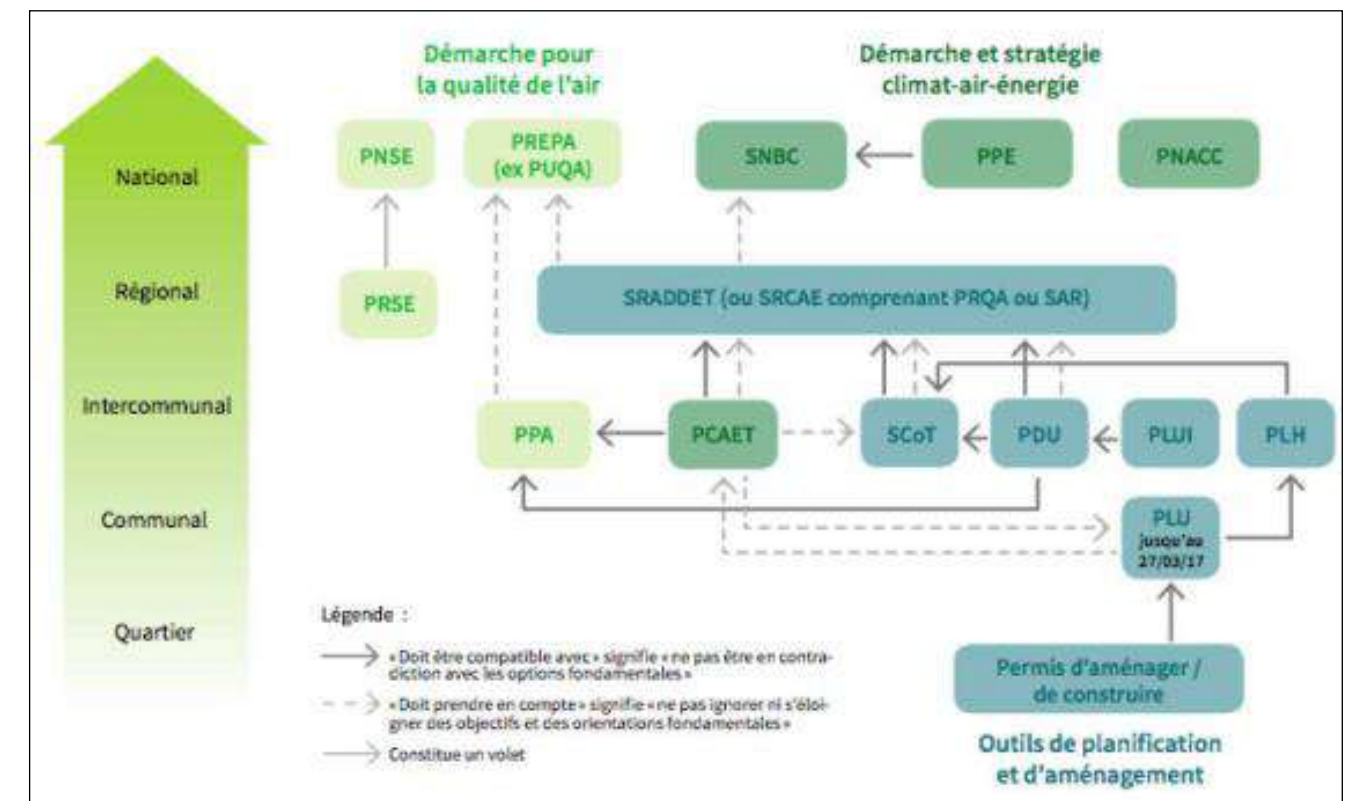 Démarche pour
la qualité de l'air
Démarche et stratégie
climat-air-énergie
National
PNSE
PREPA
(ex PUQA)
SNBC
PPE
PNACC
Régional
PRSE
SRADDET (ou SRCAE comprenant PRQA ou SAR)
Intercommunal
PPA
PCAET
SCoT
PDU
PLUI
PLH
Communal
PLU
jusqu'au
27/03/17
Quartier
Légende :
« Doit être compatible avec » signifie « ne pas être en contra-
diction avec les options fondamentales »
« Doit prendre en compte » signifie « ne pas ignorer ni s'éloi-
gner des objectifs et des orientations fondamentales »
Constitue un volet
Permis d'aménager /
de construire
Outils de planification
et d'aménagement